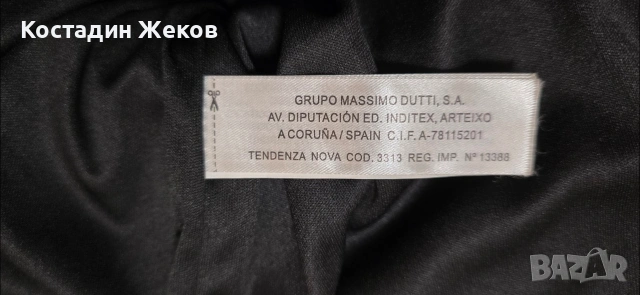 Костадин Жеков
GRUPO MASSIMO DUTTI, S.A.
AV. DIPUTACIÓN ED. INDITEX, ARTEIXO
A CORUÑA / SPAIN C.I.F. A-78115201
TENDENZA NOVA COD. 3313 REG. IMP. Nº 13388
BAZAR